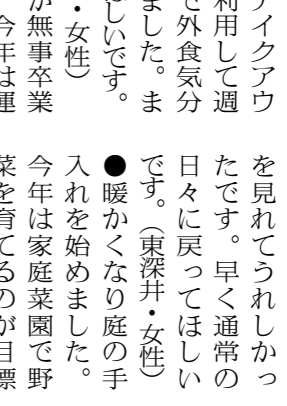 テイクアウ
利用して週
で外食気分
ました。ま
しいです。
・女性）
が無事卒業
今年は運
を見れてうれしかっ
たです。早く通常の
日々に戻ってほしい
です。（東深井・女性）
●暖かくなり庭の手
入れを始めました。
今年は家庭菜園で野
菜を育てるのが目標